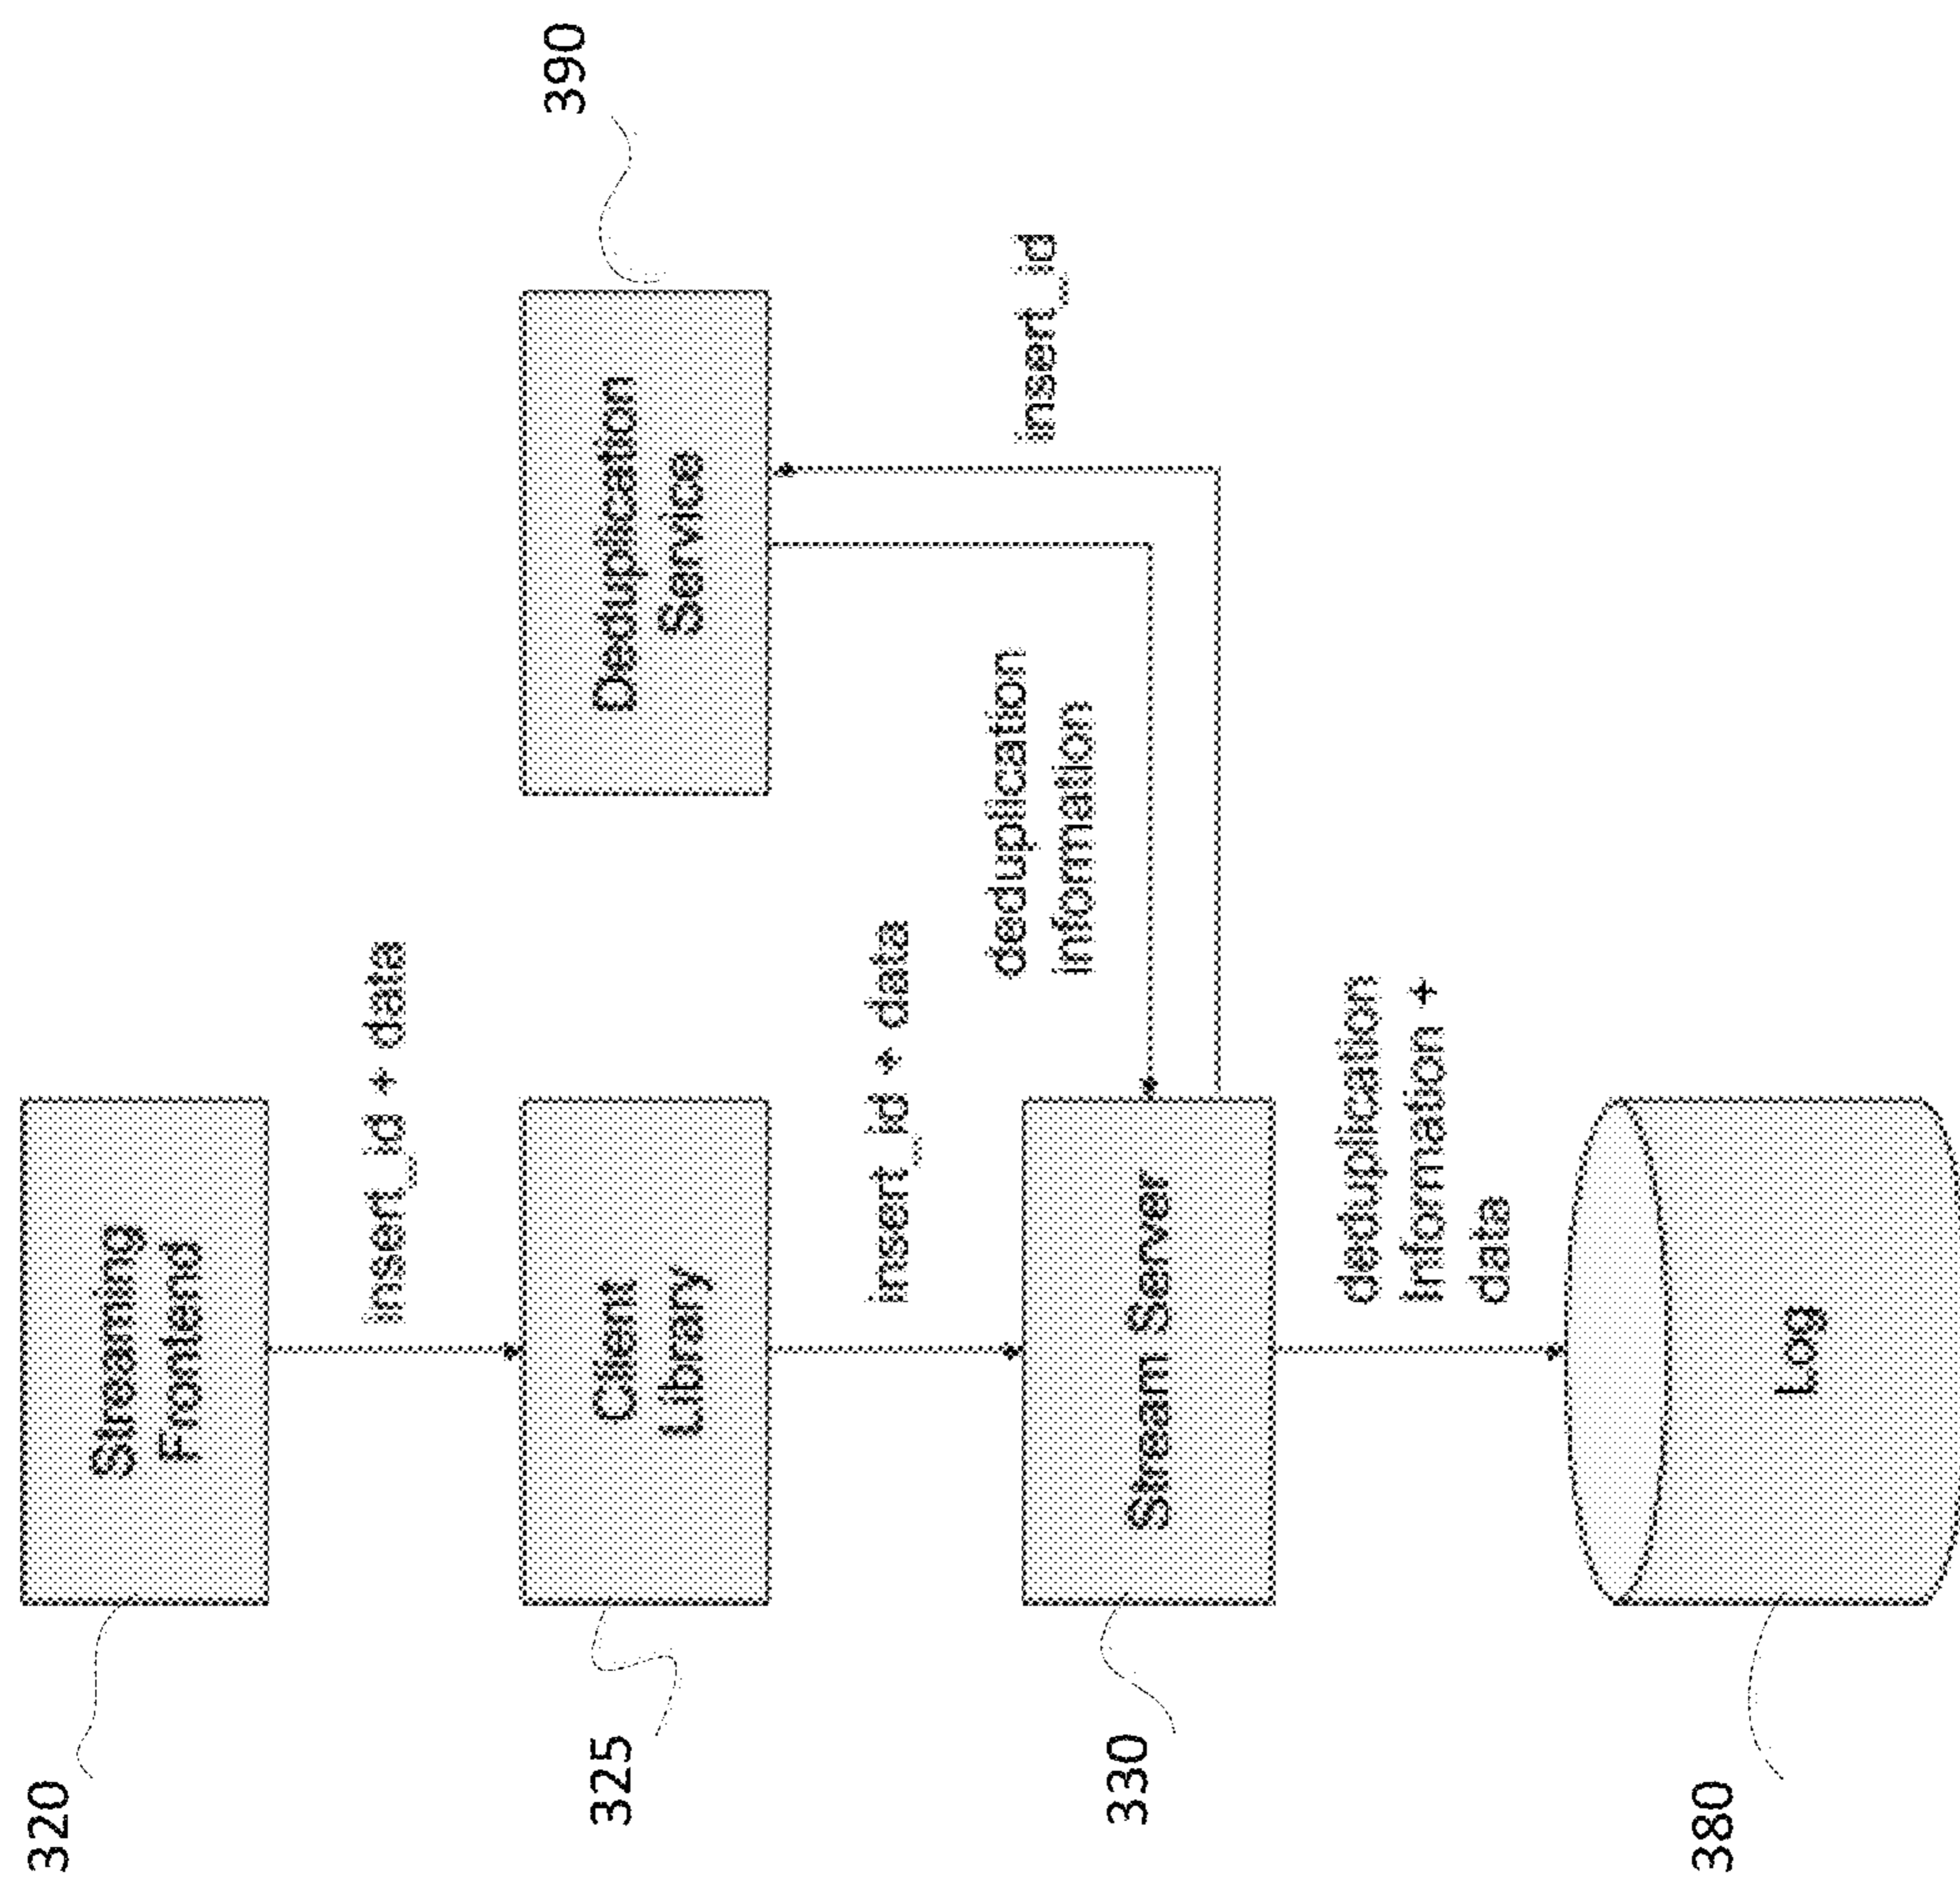 320
Streaming
Frontend
insert_id + data
325
Client
Library
insert_id + data
330
Stream Server
deduplication
Information +
data
380
Log
390
Deduplication
Service
deduplication
information
insert_id